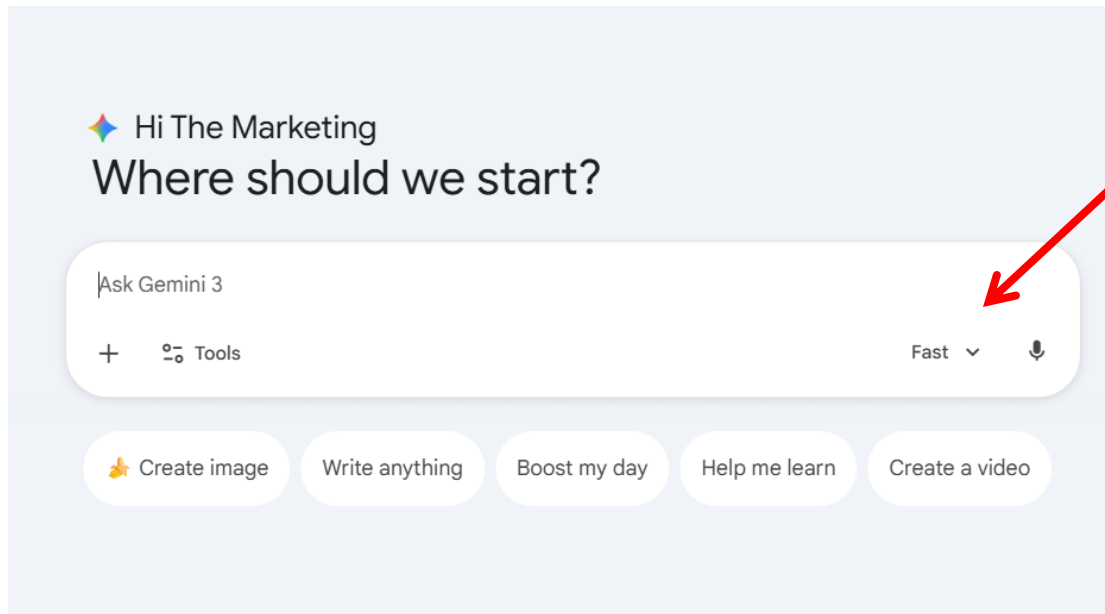 Hi The Marketing
Where should we start?
Ask Gemini 3
Tools
Fast
Create image
Write anything
Boost my day
Help me learn
Create a video